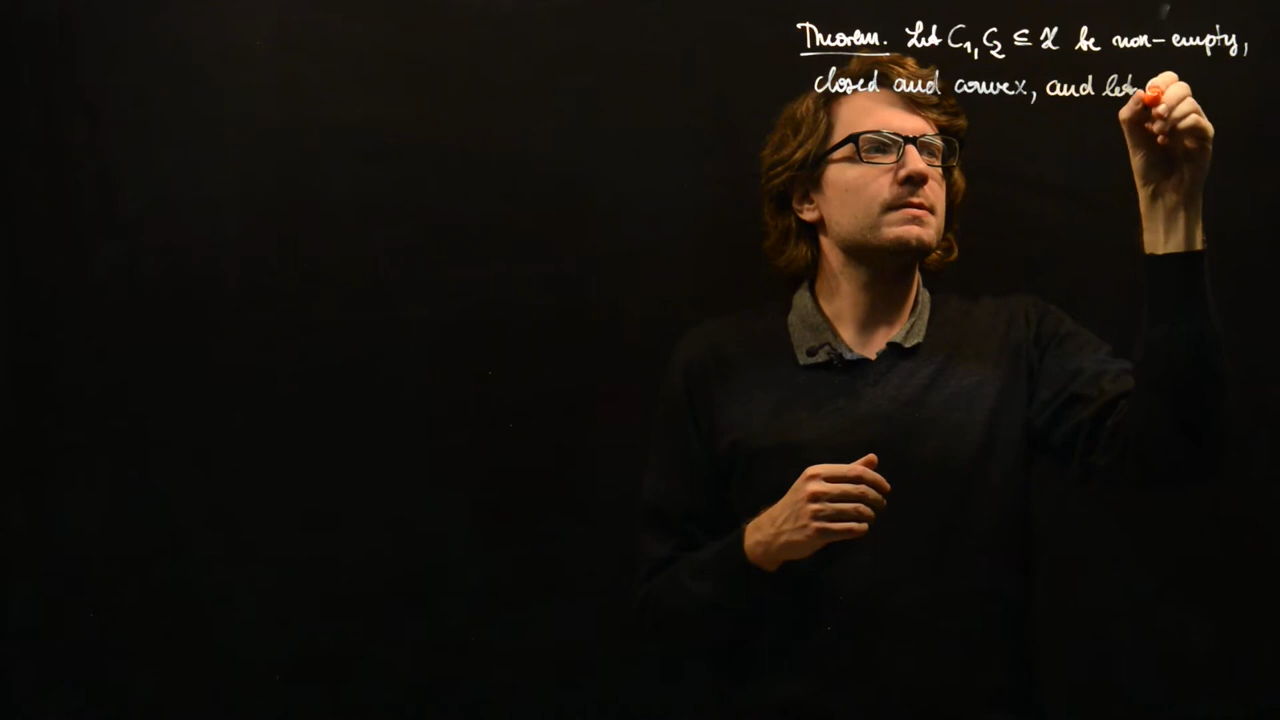 Theorem. Let C₁, C₂ ⊆ ℋ be non-empty,
closed and convex, and let